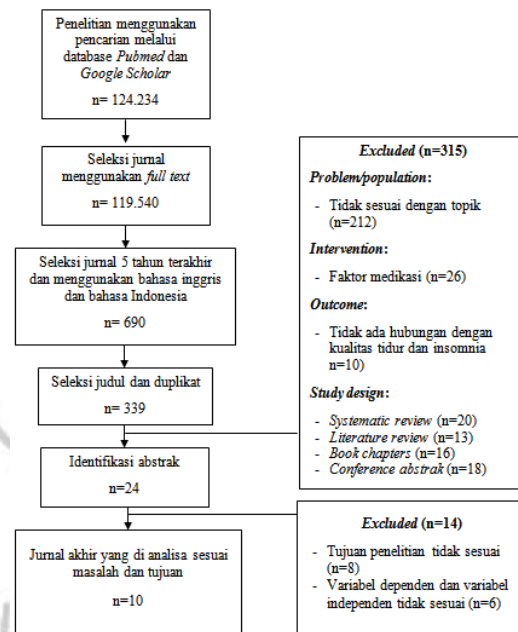 Penelitian menggunakan
pencarian melalui
database Pubmed dan
Google Scholar
n= 124.234
Seleksi jurnal
menggunakan full text
n= 119.540
Seleksi jurnal 5 tahun terakhir
dan menggunakan bahasa inggris
dan bahasa Indonesia
n= 690
Seleksi judul dan duplikat
n= 339
Identifikasi abstrak
n=24
Jurnal akhir yang di analisa sesuai
masalah dan tujuan
n=10
Excluded (n=315)
Problem/population:
- Tidak sesuai dengan topik
(n=212)
Intervention:
- Faktor medikasi (n=26)
Outcome:
- Tidak ada hubungan dengan
kualitas tidur dan insomnia
n=10)
Study design:
- Systematic review (n=20)
- Literature review (n=13)
- Book chapters (n=16)
- Conference abstrak (n=18)
Excluded (n=14)
- Tujuan penelitian tidak sesuai
(n=8)
- Variabel dependen dan variabel
independen tidak sesuai (n=6)